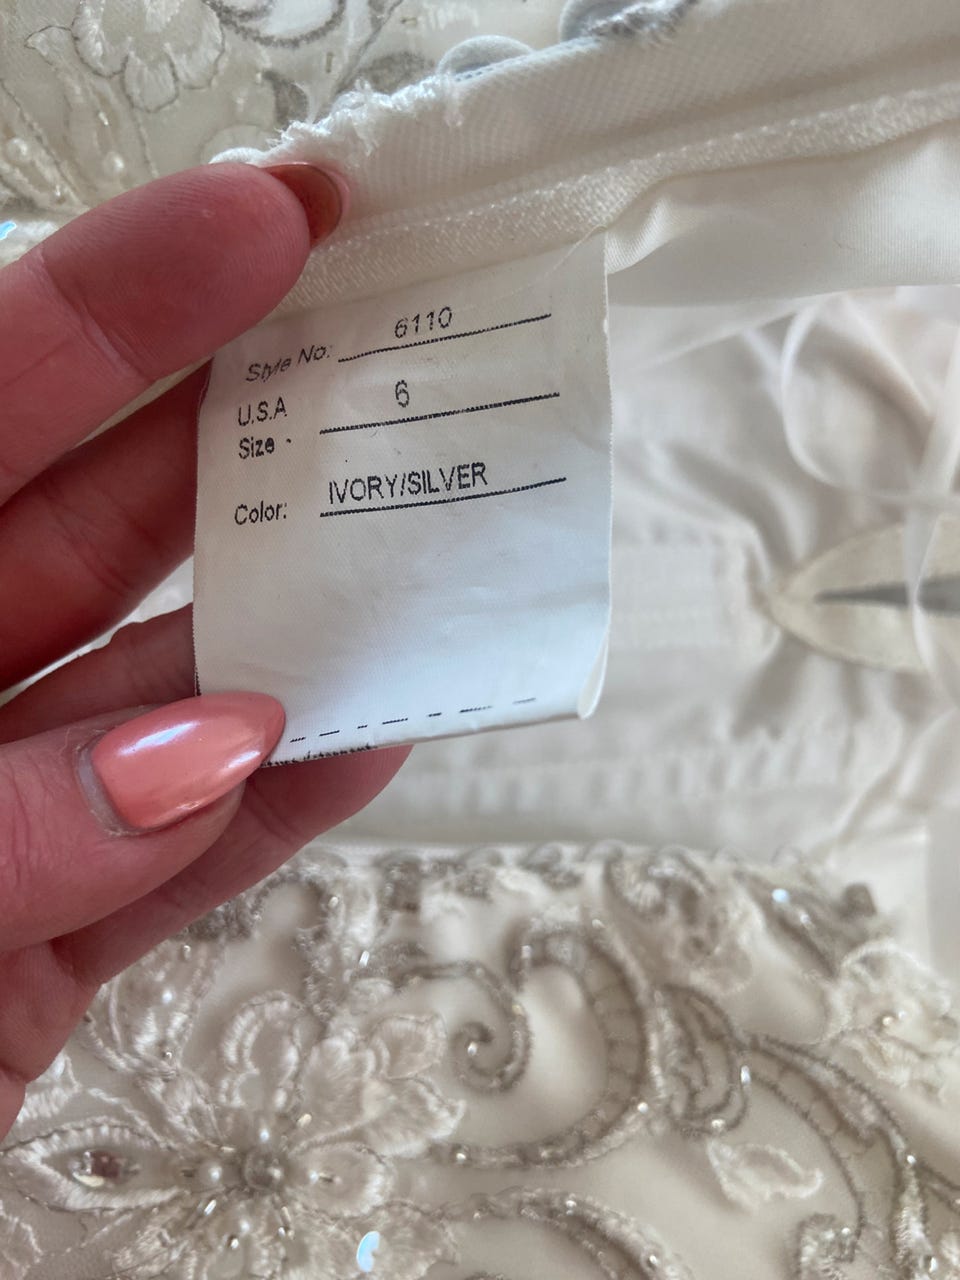 Style No: 6110
U.S.A
Size 6
Color: IVORY/SILVER